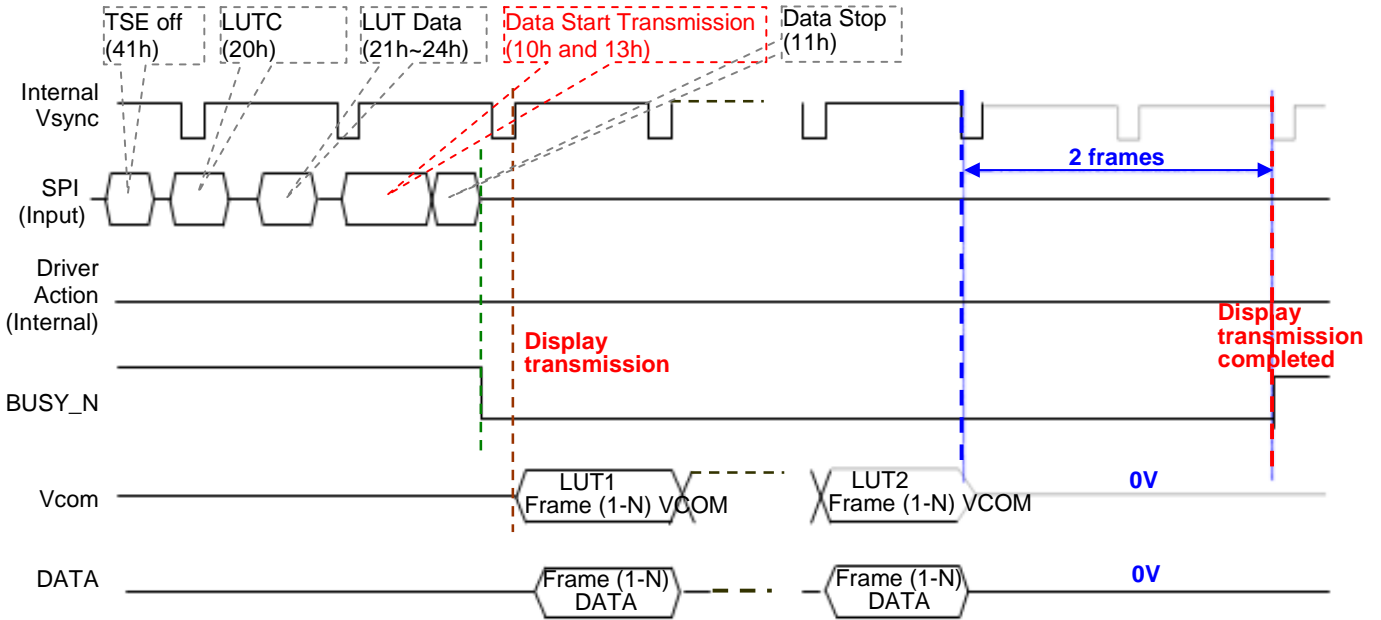 TSE off
(41h)
LUTC
(20h)
LUT Data
(21h~24h)
Data Start Transmission
(10h and 13h)
Data Stop
(11h)
Internal
Vsync
2 frames
SPI
(Input)
Driver
Action
(Internal)
Display
transmission
Display
transmission
completed
BUSY_N
Vcom
LUT1
Frame (1-N) VCOM
LUT2
Frame (1-N) VCOM
0V
DATA
Frame (1-N)
DATA
Frame (1-N)
DATA
0V